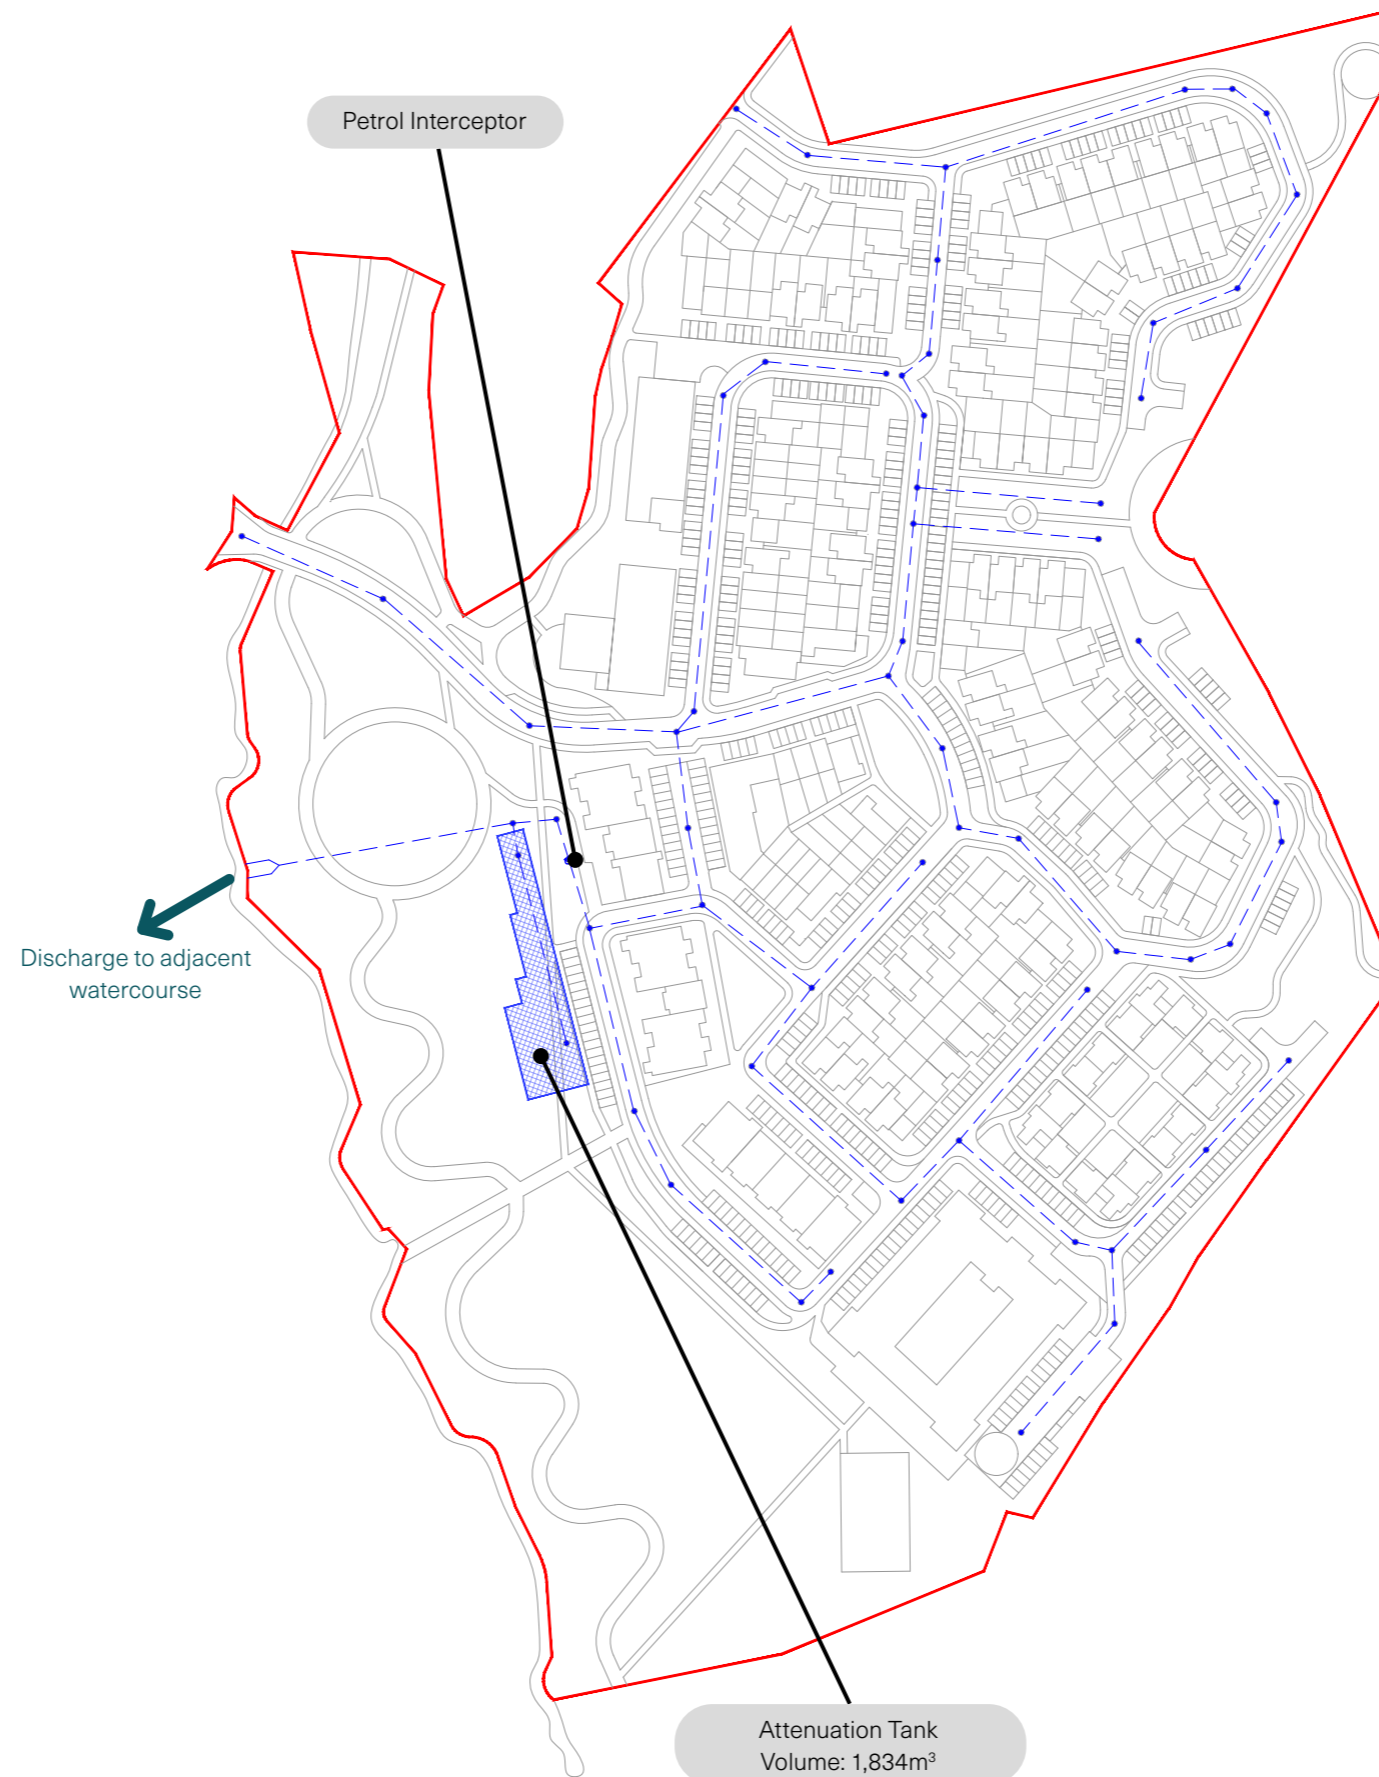 Petrol Interceptor
Discharge to adjacent
watercourse
Attenuation Tank
Volume: 1,834m³